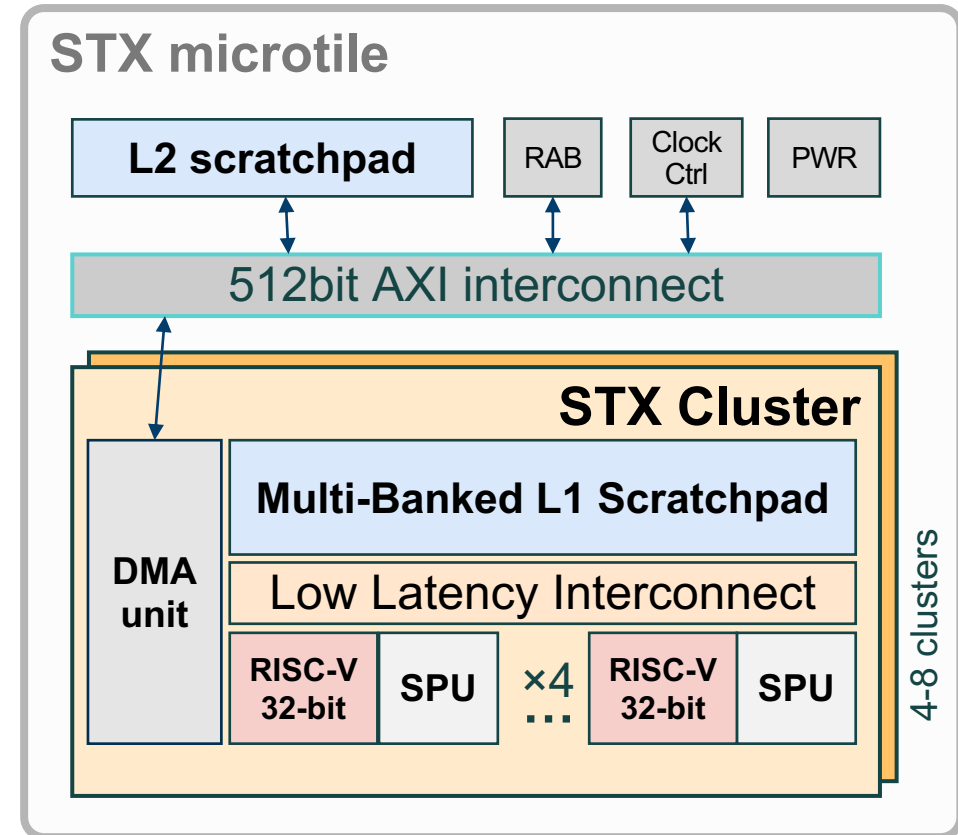 STX microtile
L2 scratchpad
RAB
Clock
Ctrl
PWR
512bit AXI interconnect
STX Cluster
Multi-Banked L1 Scratchpad
DMA
unit
Low Latency Interconnect
RISC-V
32-bit
SPU
×4
...
RISC-V
32-bit
SPU
4-8 clusters